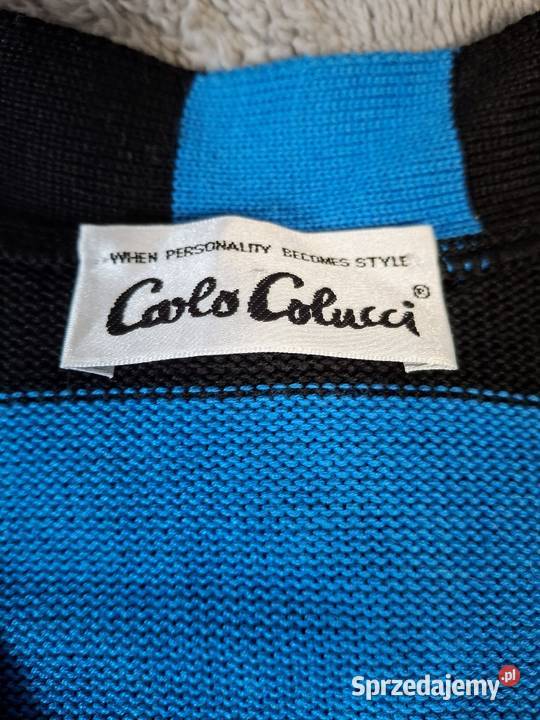 WHEN PERSONALITY BECOMES STYLE
Carlo Colucci ®
Sprzedajemy.pl